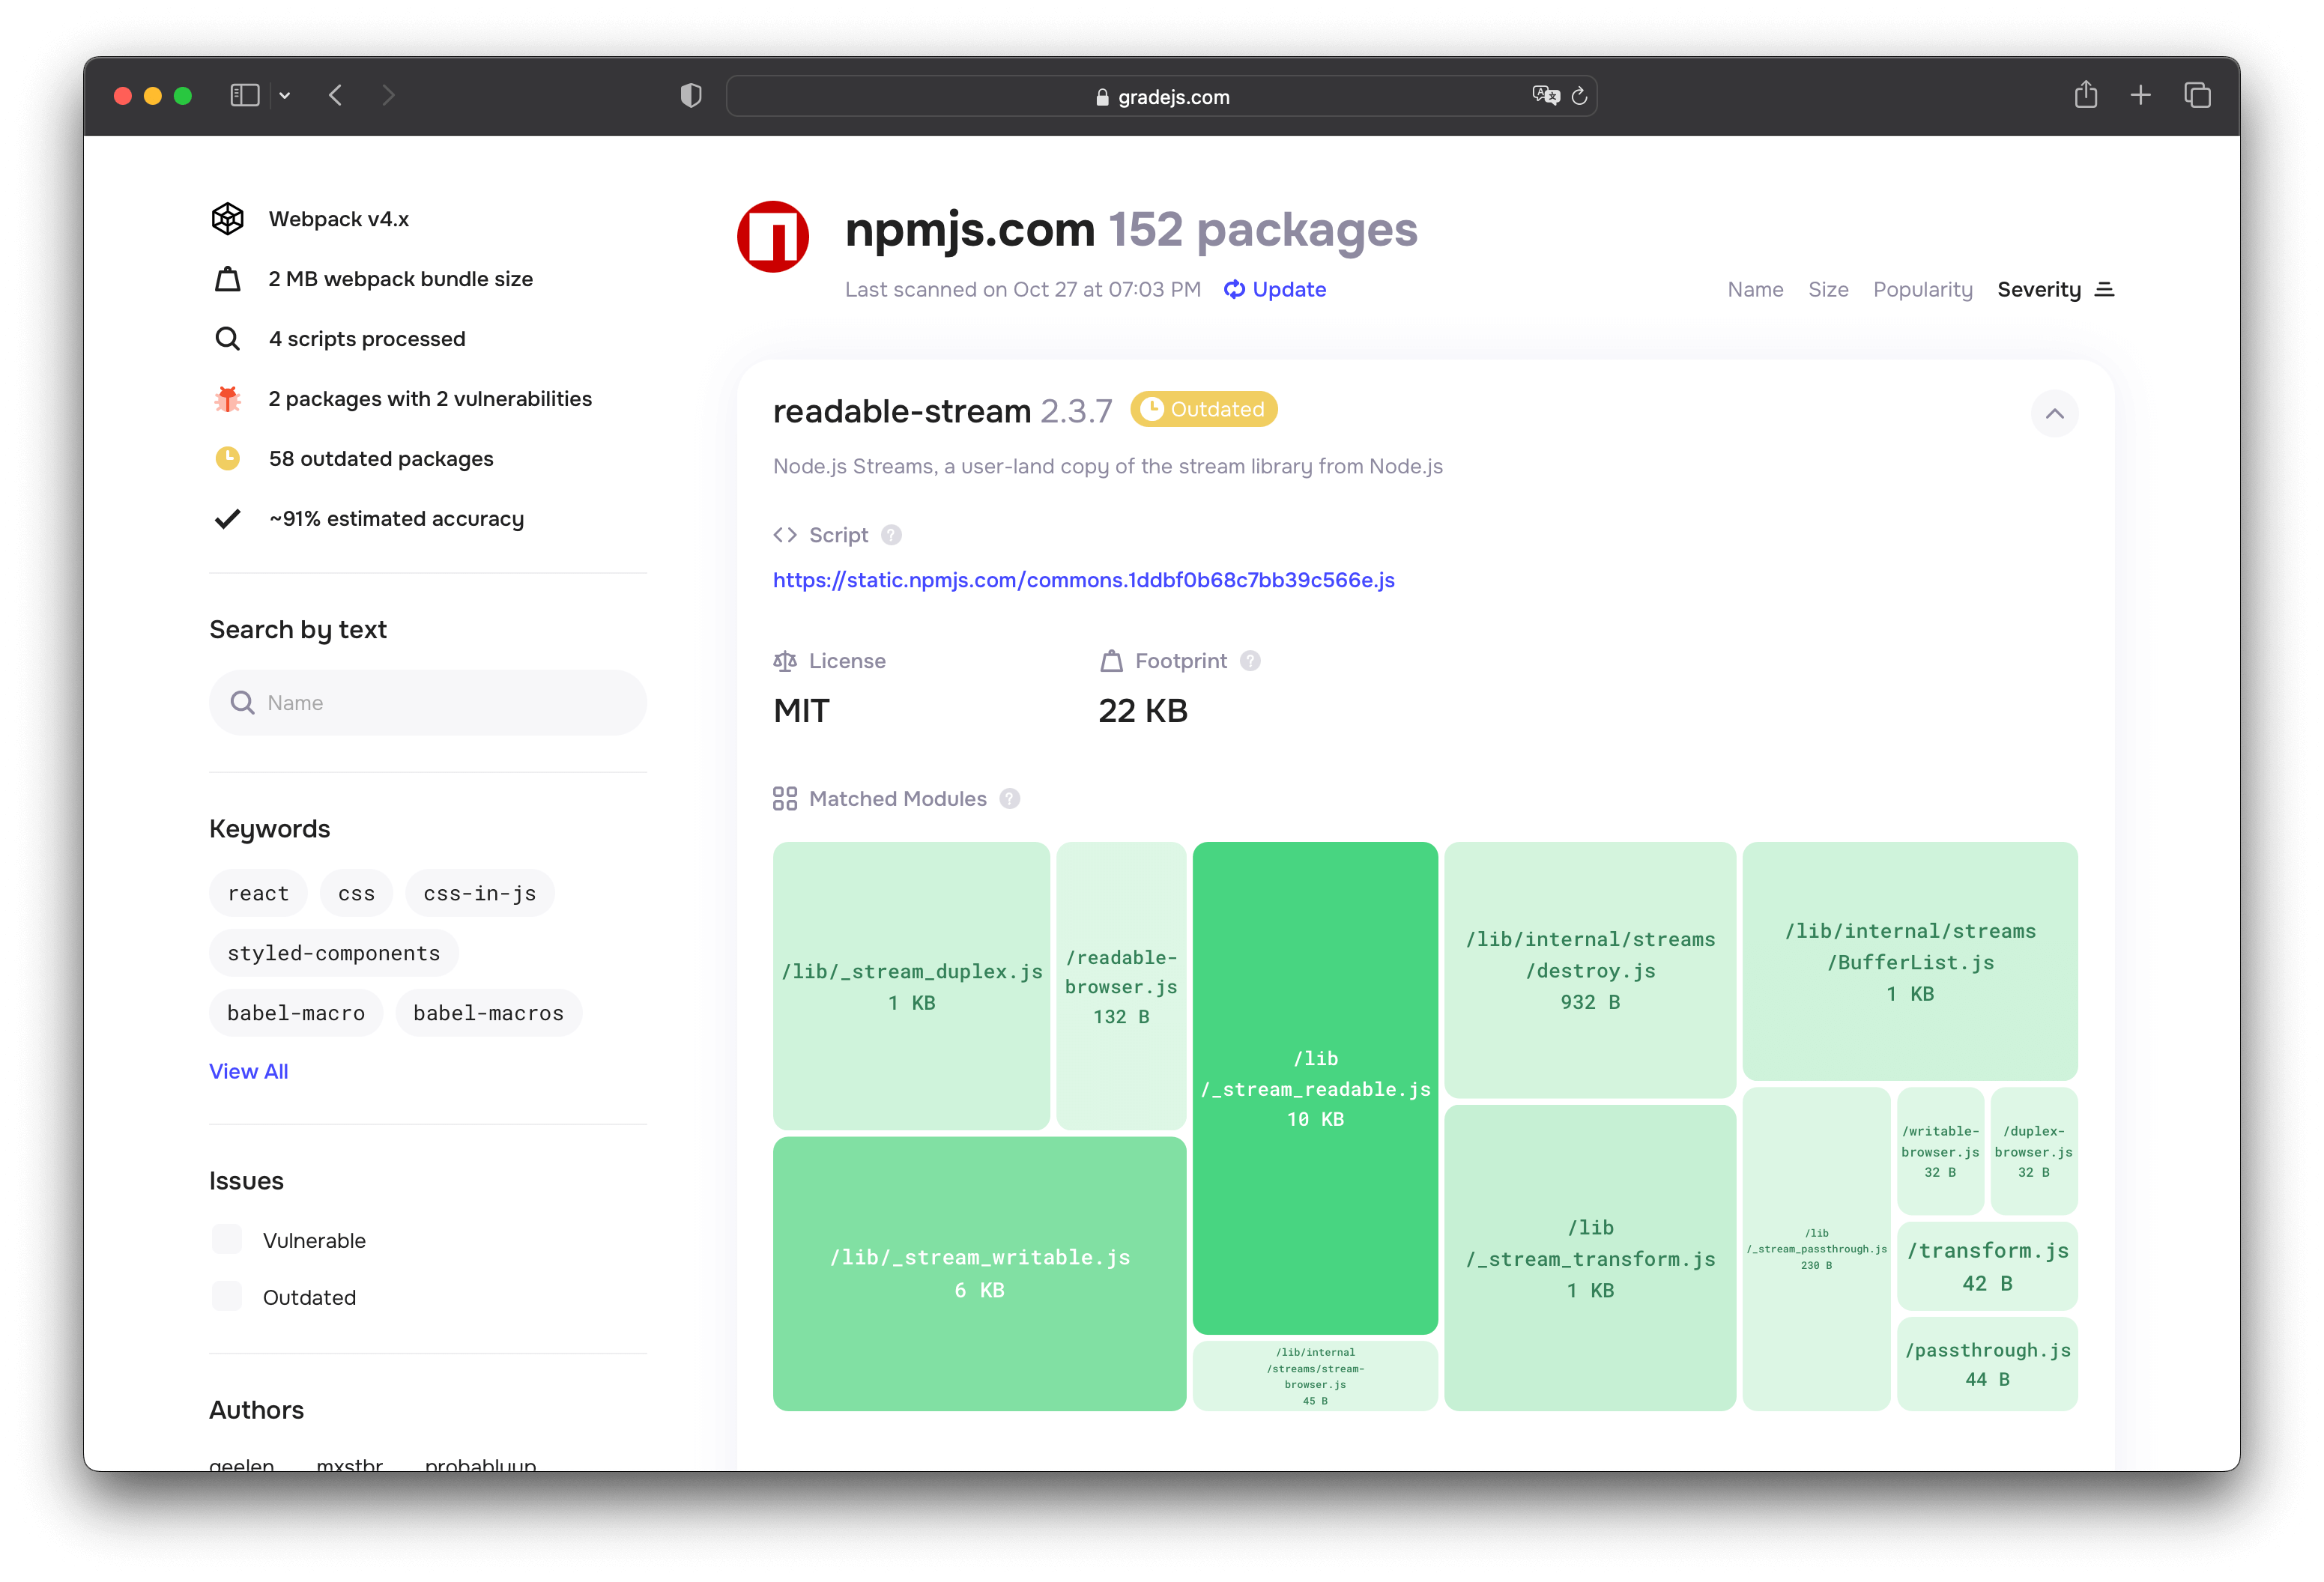 gradejs.com
Webpack v4.x
2 MB webpack bundle size
4 scripts processed
2 packages with 2 vulnerabilities
58 outdated packages
~91% estimated accuracy
Search by text
Name
Keywords
react css css-in-js
styled-components
babel-macro babel-macros
View All
Issues
Vulnerable
Outdated
Authors
geelen mxstbr probablyup
npmjs.com 152 packages
Last scanned on Oct 27 at 07:03 PM Update
Name Size Popularity Severity
readable-stream 2.3.7 Outdated
Node.js Streams, a user-land copy of the stream library from Node.js
Script ?
https://static.npmjs.com/commons.1ddbf0b68c7bb39c566e.js
License
MIT
Footprint ?
22 KB
Matched Modules ?
/lib/_stream_duplex.js
1 KB
/readable-
browser.js
132 B
/lib/_stream_writable.js
6 KB
/lib
/_stream_readable.js
10 KB
/lib/internal
/streams/stream-
browser.js
45 B
/lib/internal/streams
/destroy.js
932 B
/lib
/_stream_transform.js
1 KB
/lib/internal/streams
/BufferList.js
1 KB
/lib
/_stream_passthrough.js
230 B
/writable-
browser.js
32 B
/duplex-
browser.js
32 B
/transform.js
42 B
/passthrough.js
44 B